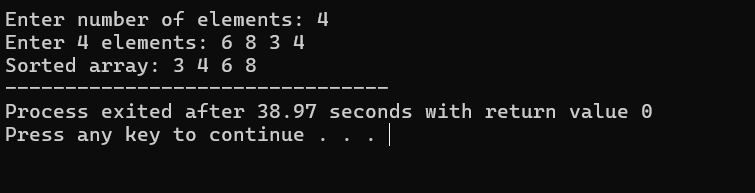 Enter number of elements: 4
Enter 4 elements: 6 8 3 4
Sorted array: 3 4 6 8
--------------------------------
Process exited after 38.97 seconds with return value 0
Press any key to continue . . .